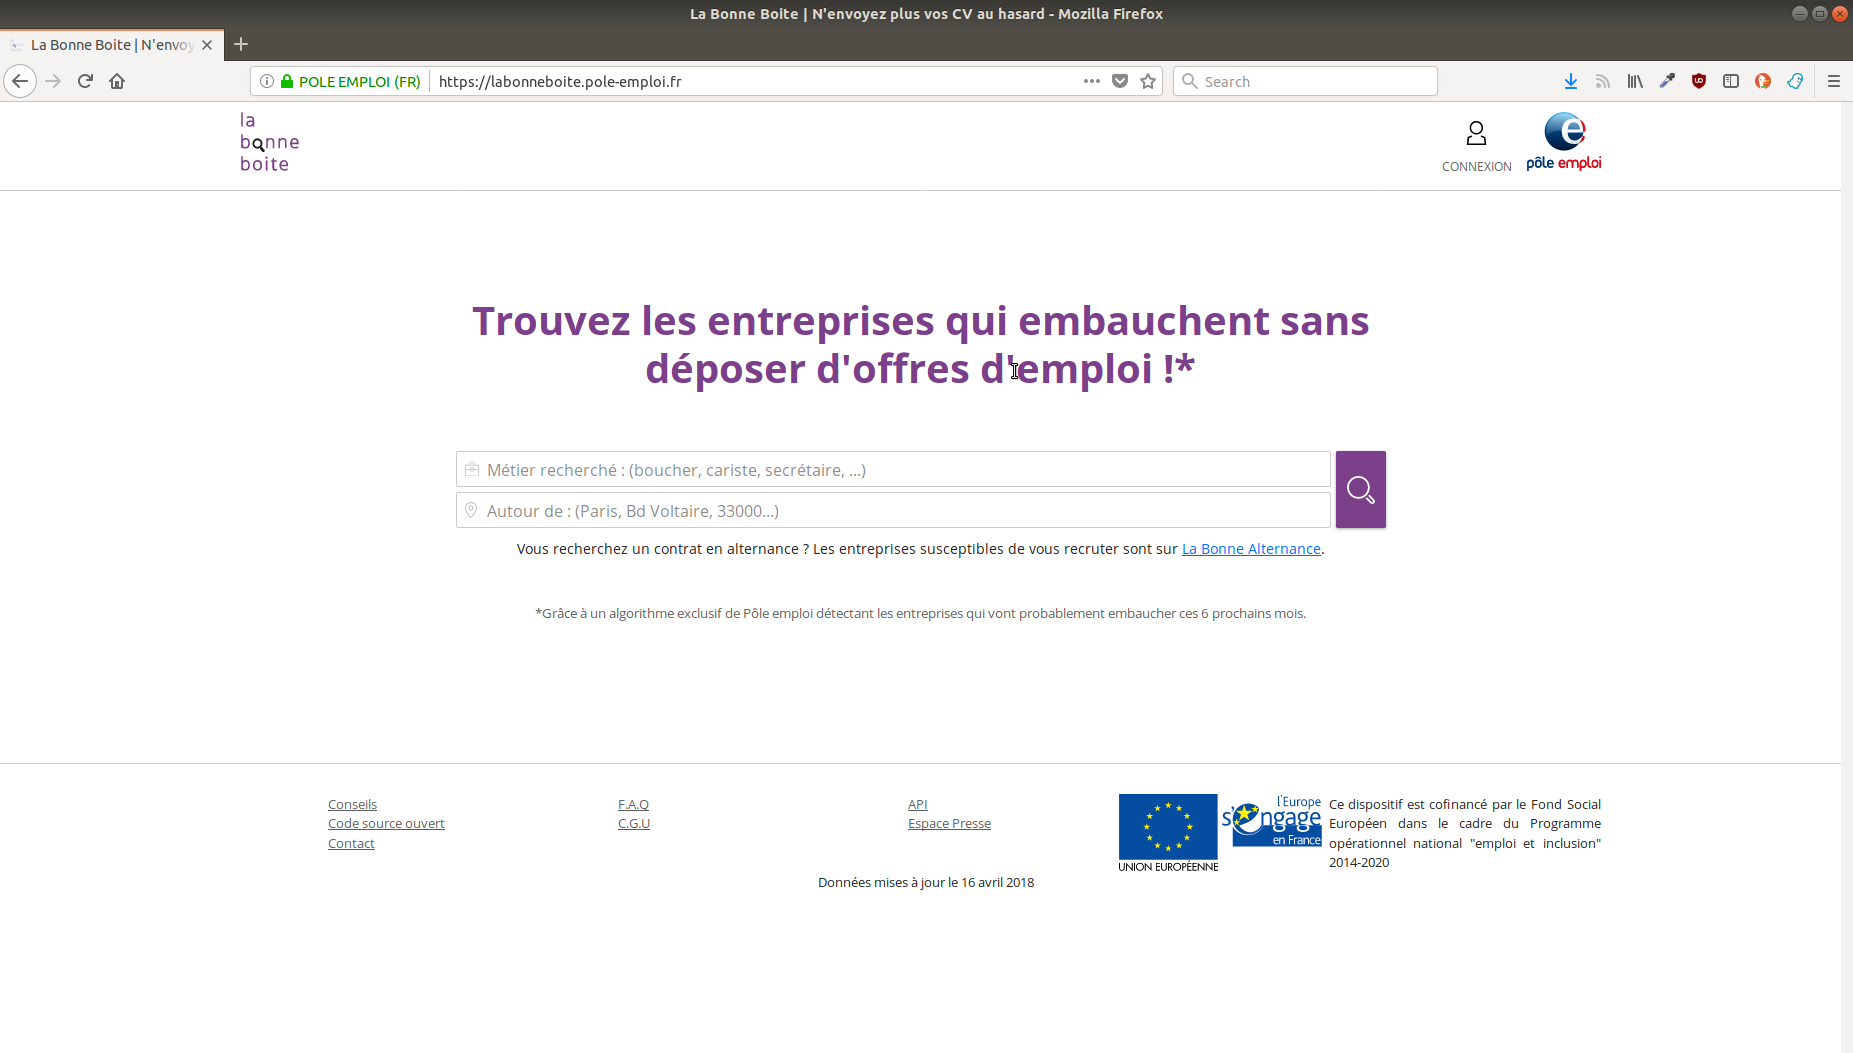 La Bonne Boite | N'envoyez plus vos CV au hasard - Mozilla Firefox
La Bonne Boite | N'envoy
POLE EMPLOI (FR) https://labonneboite.pole-emploi.fr Search
la
bonne
boite
CONNEXION
pôle emploi
Trouvez les entreprises qui embauchent sans
déposer d'offres d'emploi !*
Métier recherché : (boucher, cariste, secrétaire, ...)
Autour de : (Paris, Bd Voltaire, 33000...)
Vous recherchez un contrat en alternance ? Les entreprises susceptibles de vous recruter sont sur La Bonne Alternance.
*Grâce à un algorithme exclusif de Pôle emploi détectant les entreprises qui vont probablement embaucher ces 6 prochains mois.
Conseils
Code source ouvert
Contact
F.A.Q
C.G.U
API
Espace Presse
UNION EUROPÉENNE
l'Europe
s'engage
en France
Ce dispositif est cofinancé par le Fond Social
Européen dans le cadre du Programme
opérationnel national "emploi et inclusion"
2014-2020
Données mises à jour le 16 avril 2018